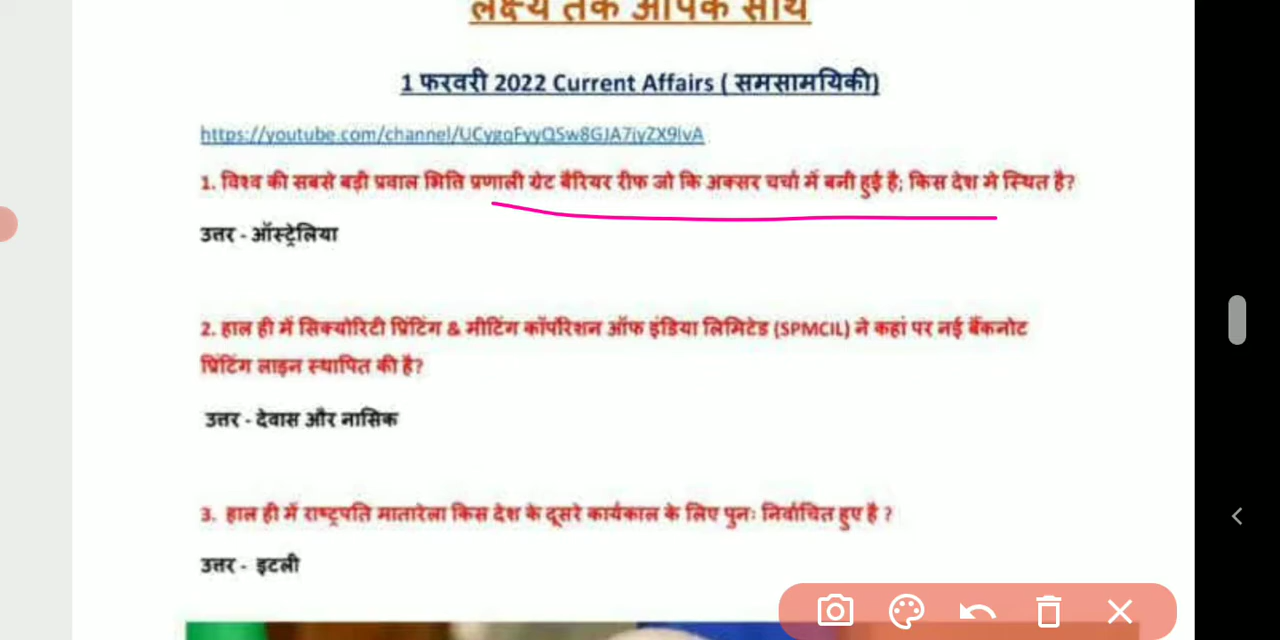 लक्ष्य तक आपके साथ
1 फरवरी 2022 Current Affairs ( समसामयिकी)
1. विश्व की सबसे बड़ी प्रवाल भिति प्रणाली ग्रेट बैरियर रीफ जो कि अक्सर चर्चा में बनी हुई है; किस देश मे स्थित है?
उत्तर - ऑस्ट्रेलिया
2. हाल ही में सिक्योरिटी प्रिंटिंग & मीटिंग कॉर्पोरेशन ऑफ इंडिया लिमिटेड (SPMCIL) ने कहां पर नई बैंकनोट
प्रिंटिंग लाइन स्थापित की है?
उत्तर - देवास और नासिक
3. हाल ही में राष्ट्रपति मातारेला किस देश के दूसरे कार्यकाल के लिए पुनः निर्वाचित हुए है ?
उत्तर - इटली